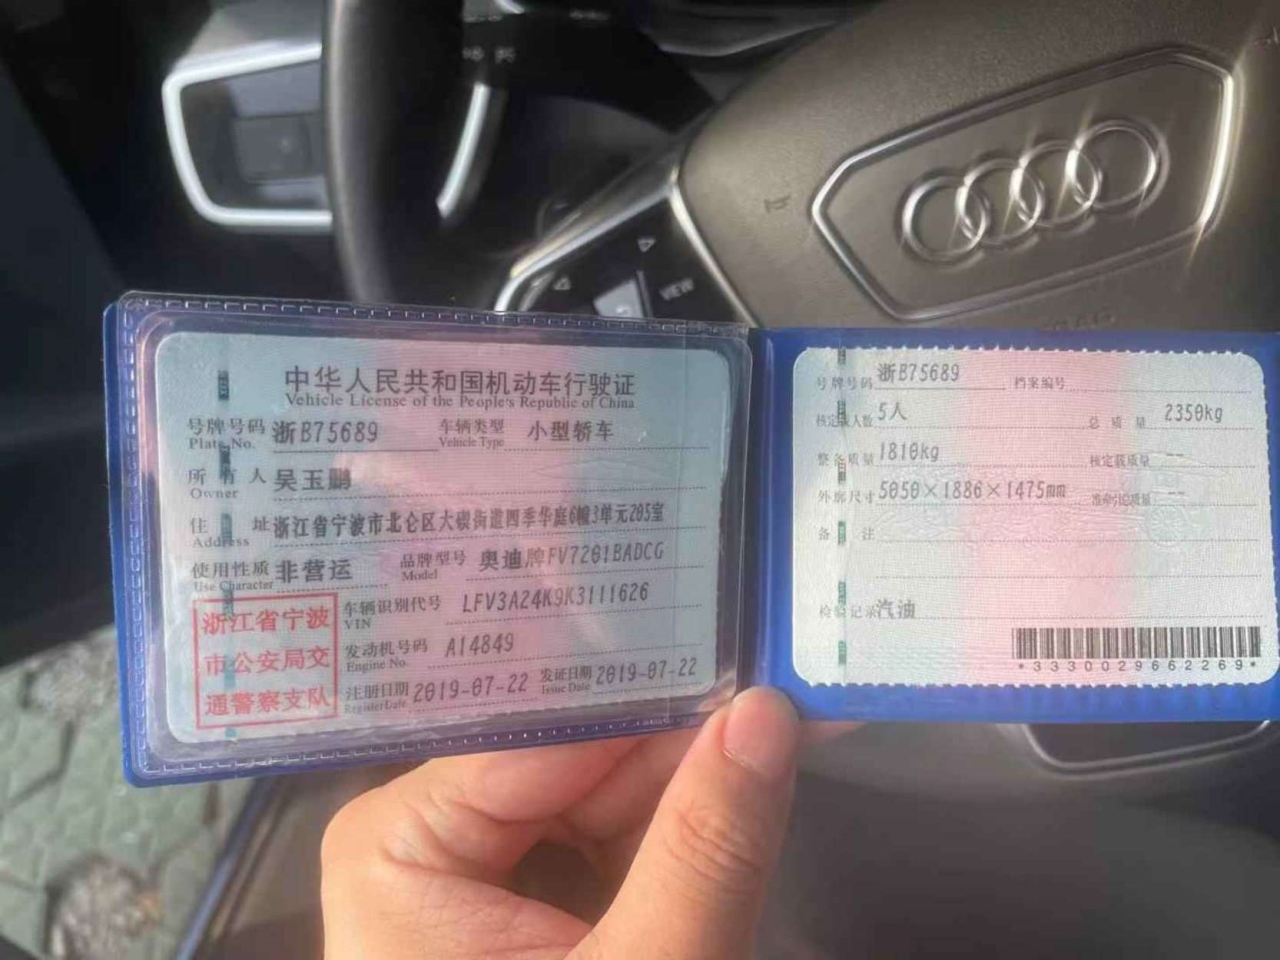 VIEW
中华人民共和国机动车行驶证
Vehicle License of the People's Republic of China
号牌号码 浙B75689 车辆类型 小型轿车
Plate No. Vehicle Type
所有人 吴玉鹏
Owner
住址 浙江省宁波市北仑区大碶街道四季华庭6幢3单元205室
Address
使用性质 非营运 品牌型号 奥迪牌FV7201BADCG
Use Character Model
浙江省宁波
市公安局交
通警察支队
车辆识别代号 LFV3A24K9K3111626
VIN
发动机号码 A14849
Engine No.
注册日期 2019-07-22 发证日期 2019-07-22
Register Date Issue Date
号牌号码 浙B75689 档案编号
核定载人数 5人 总质量 2350kg
整备质量 1810kg 核定载质量 --
外廓尺寸 5050×1886×1475mm 准牵引总质量 --
备注
检验记录 汽油
*3330029662269*